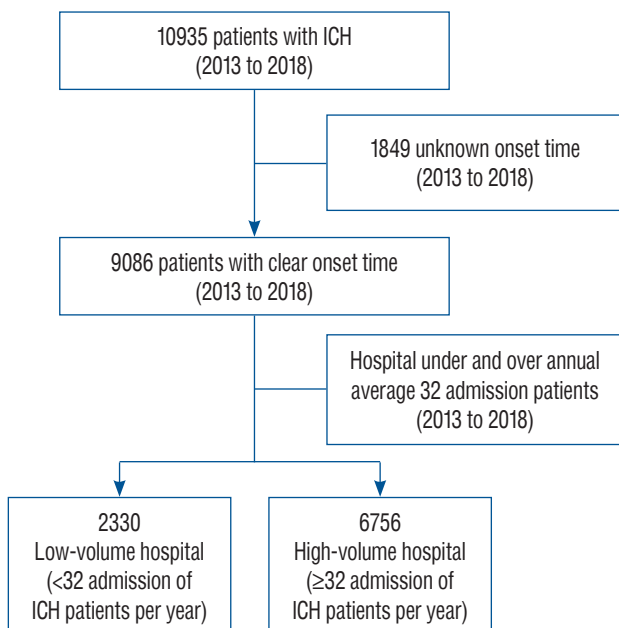 10935 patients with ICH
(2013 to 2018)
1849 unknown onset time
(2013 to 2018)
9086 patients with clear onset time
(2013 to 2018)
Hospital under and over annual
average 32 admission patients
(2013 to 2018)
2330
Low-volume hospital
(<32 admission of
ICH patients per year)
6756
High-volume hospital
(≥32 admission of
ICH patients per year)